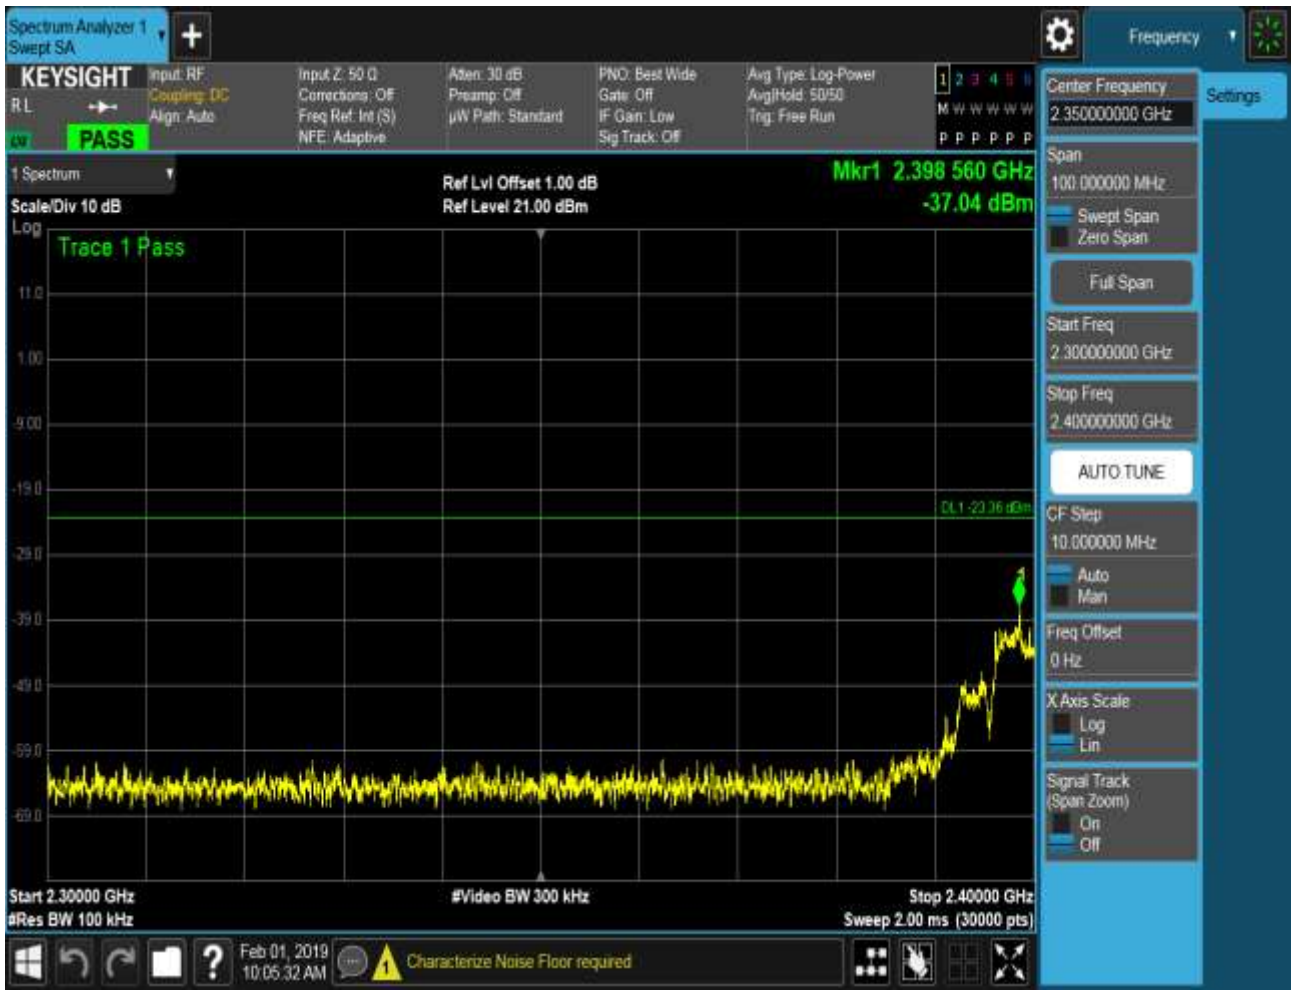 Spectrum Analyzer 1
Swept SA
+
Frequency
KEYSIGHT
R L
PASS
Input: RF
Coupling: DC
Align: Auto
Input Z: 50 Ω
Corrections: Off
Freq Ref: Int (S)
NFE: Adaptive
Atten: 30 dB
Preamp: Off
µW Path: Standard
PNO: Best Wide
Gate: Off
IF Gain: Low
Sig Track: Off
Avg Type: Log-Power
Avg|Hold: 50/50
Trig: Free Run
1 2 3 4 5 6
M W W W W W
P P P P P P
1 Spectrum
Scale/Div 10 dB
Log
Ref Lvl Offset 1.00 dB
Ref Level 21.00 dBm
Mkr1 2.398 560 GHz
-37.04 dBm
Trace 1 Pass
11.0
1.00
-9.00
-19.0
DL1 -23.36 dBm
-29.0
-39.0
-49.0
-59.0
-69.0
1
Start 2.30000 GHz
#Res BW 100 kHz
#Video BW 300 kHz
Stop 2.40000 GHz
Sweep 2.00 ms (30000 pts)
?
Feb 01, 2019
10:05:32 AM
1
Characterize Noise Floor required
Center Frequency
2.350000000 GHz
Settings
Span
100.000000 MHz
Swept Span
Zero Span
Full Span
Start Freq
2.300000000 GHz
Stop Freq
2.400000000 GHz
AUTO TUNE
CF Step
10.000000 MHz
Auto
Man
Freq Offset
0 Hz
X Axis Scale
Log
Lin
Signal Track
(Span Zoom)
On
Off